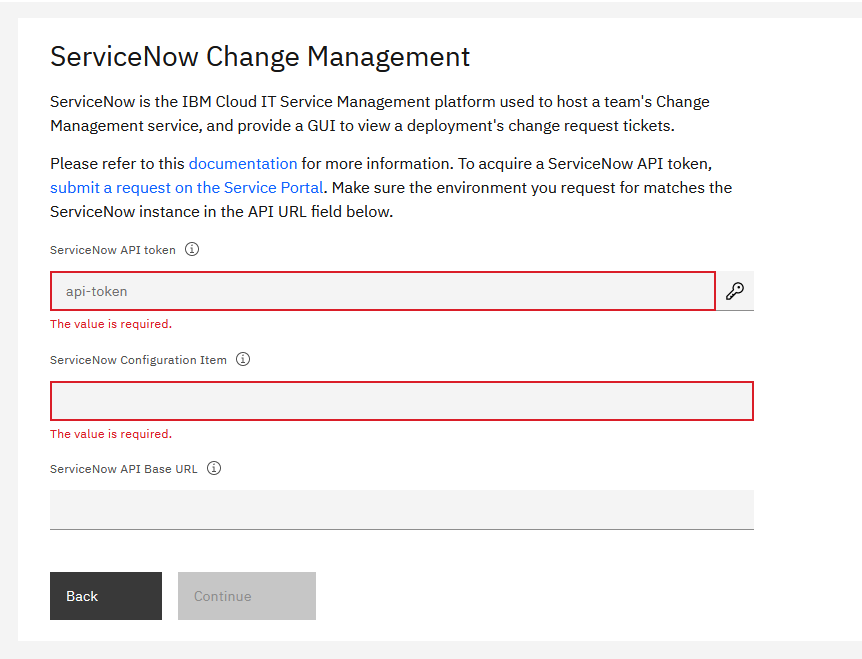 ServiceNow Change Management
ServiceNow is the IBM Cloud IT Service Management platform used to host a team's Change
Management service, and provide a GUI to view a deployment's change request tickets.
Please refer to this documentation for more information. To acquire a ServiceNow API token,
submit a request on the Service Portal. Make sure the environment you request for matches the
ServiceNow instance in the API URL field below.
ServiceNow API token
api-token
The value is required.
ServiceNow Configuration Item
The value is required.
ServiceNow API Base URL
Back
Continue